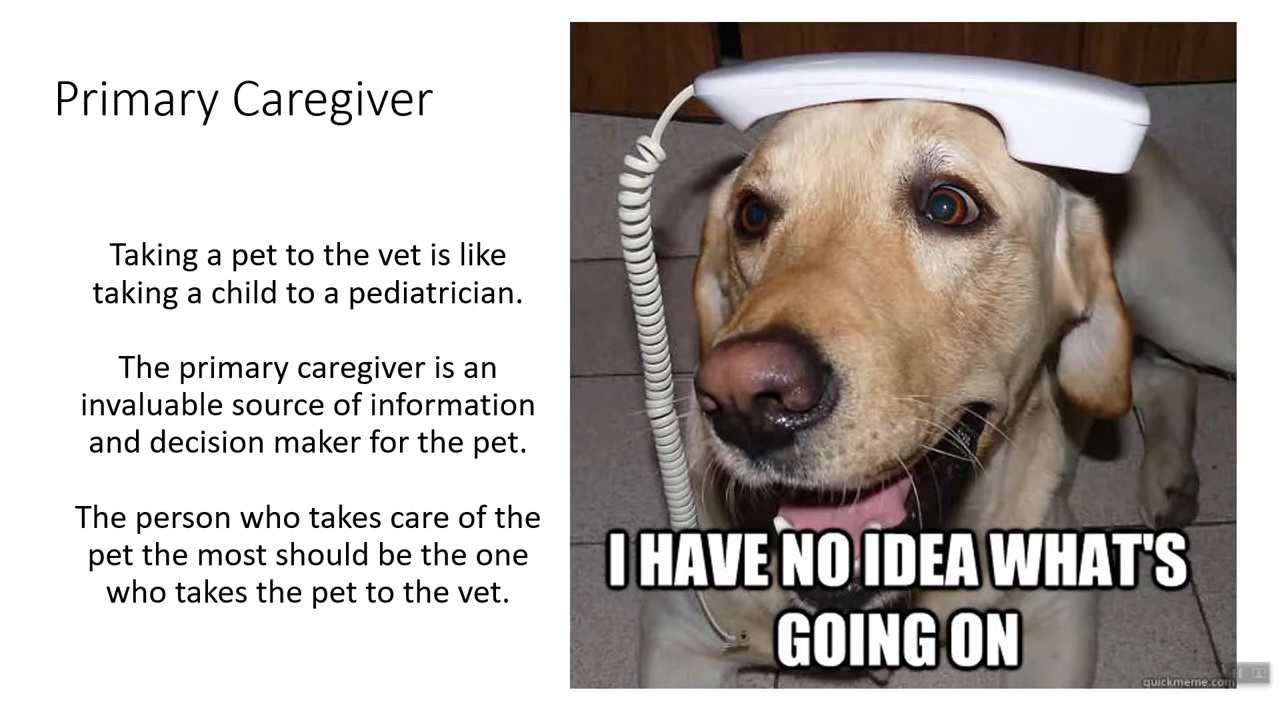 Primary Caregiver
Taking a pet to the vet is like
taking a child to a pediatrician.
The primary caregiver is an
invaluable source of information
and decision maker for the pet.
The person who takes care of the
pet the most should be the one
who takes the pet to the vet.
I HAVE NO IDEA WHAT'S
GOING ON
quickmeme.com